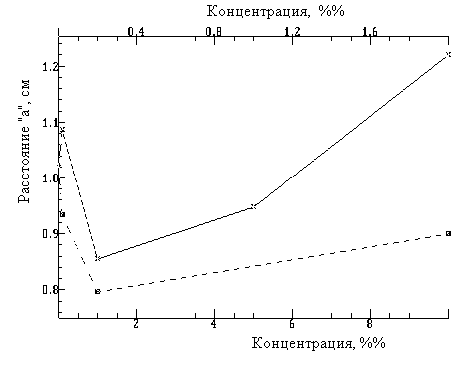 Концентрация, %%
0.4 0.8 1.2 1.6
Расстояние "а", см
1.2
1.1
1.0
0.9
0.8
2 4 6 8
Концентрация, %%